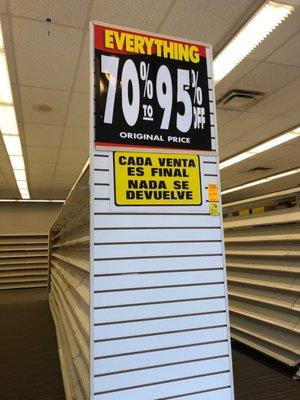 EVERYTHING
70% TO 95% OFF
ORIGINAL PRICE
CADA VENTA
ES FINAL
NADA SE
DEVUELVE